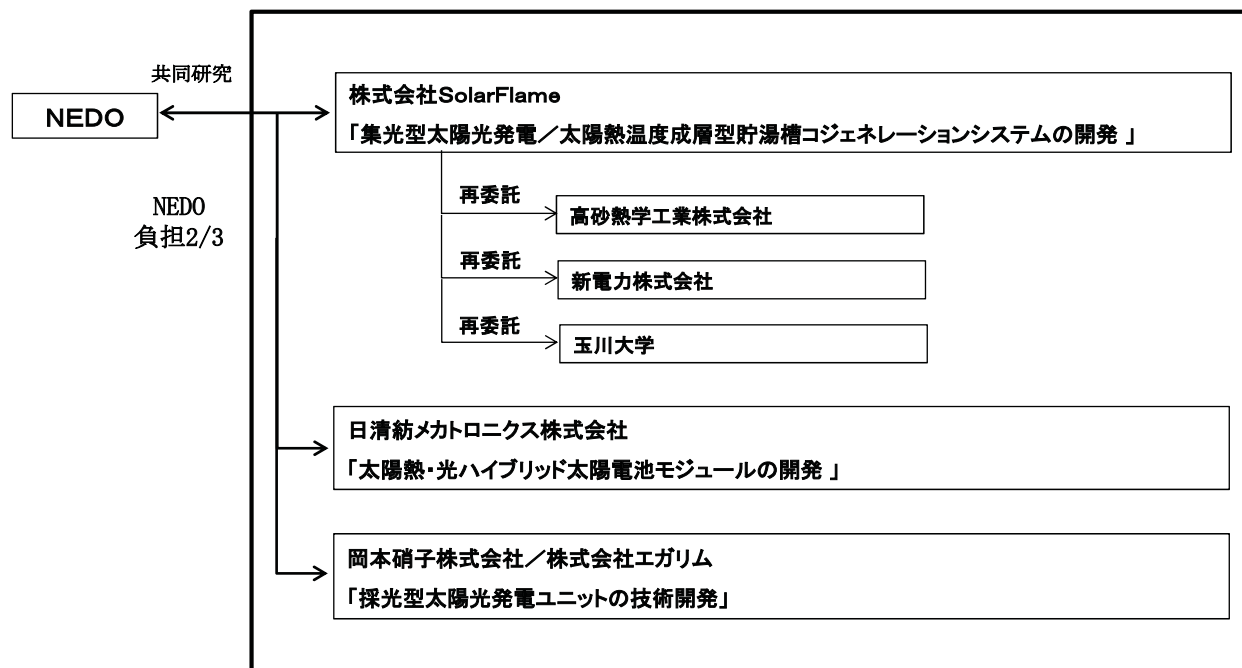 共同研究
NEDO
NEDO
負担2/3
株式会社SolarFlame
「集光型太陽光発電／太陽熱温度成層型貯湯槽コジェネレーションシステムの開発 」
再委託
高砂熱学工業株式会社
再委託
新電力株式会社
再委託
玉川大学
日清紡メカトロニクス株式会社
「太陽熱・光ハイブリッド太陽電池モジュールの開発 」
岡本硝子株式会社／株式会社エガリム
「採光型太陽光発電ユニットの技術開発」